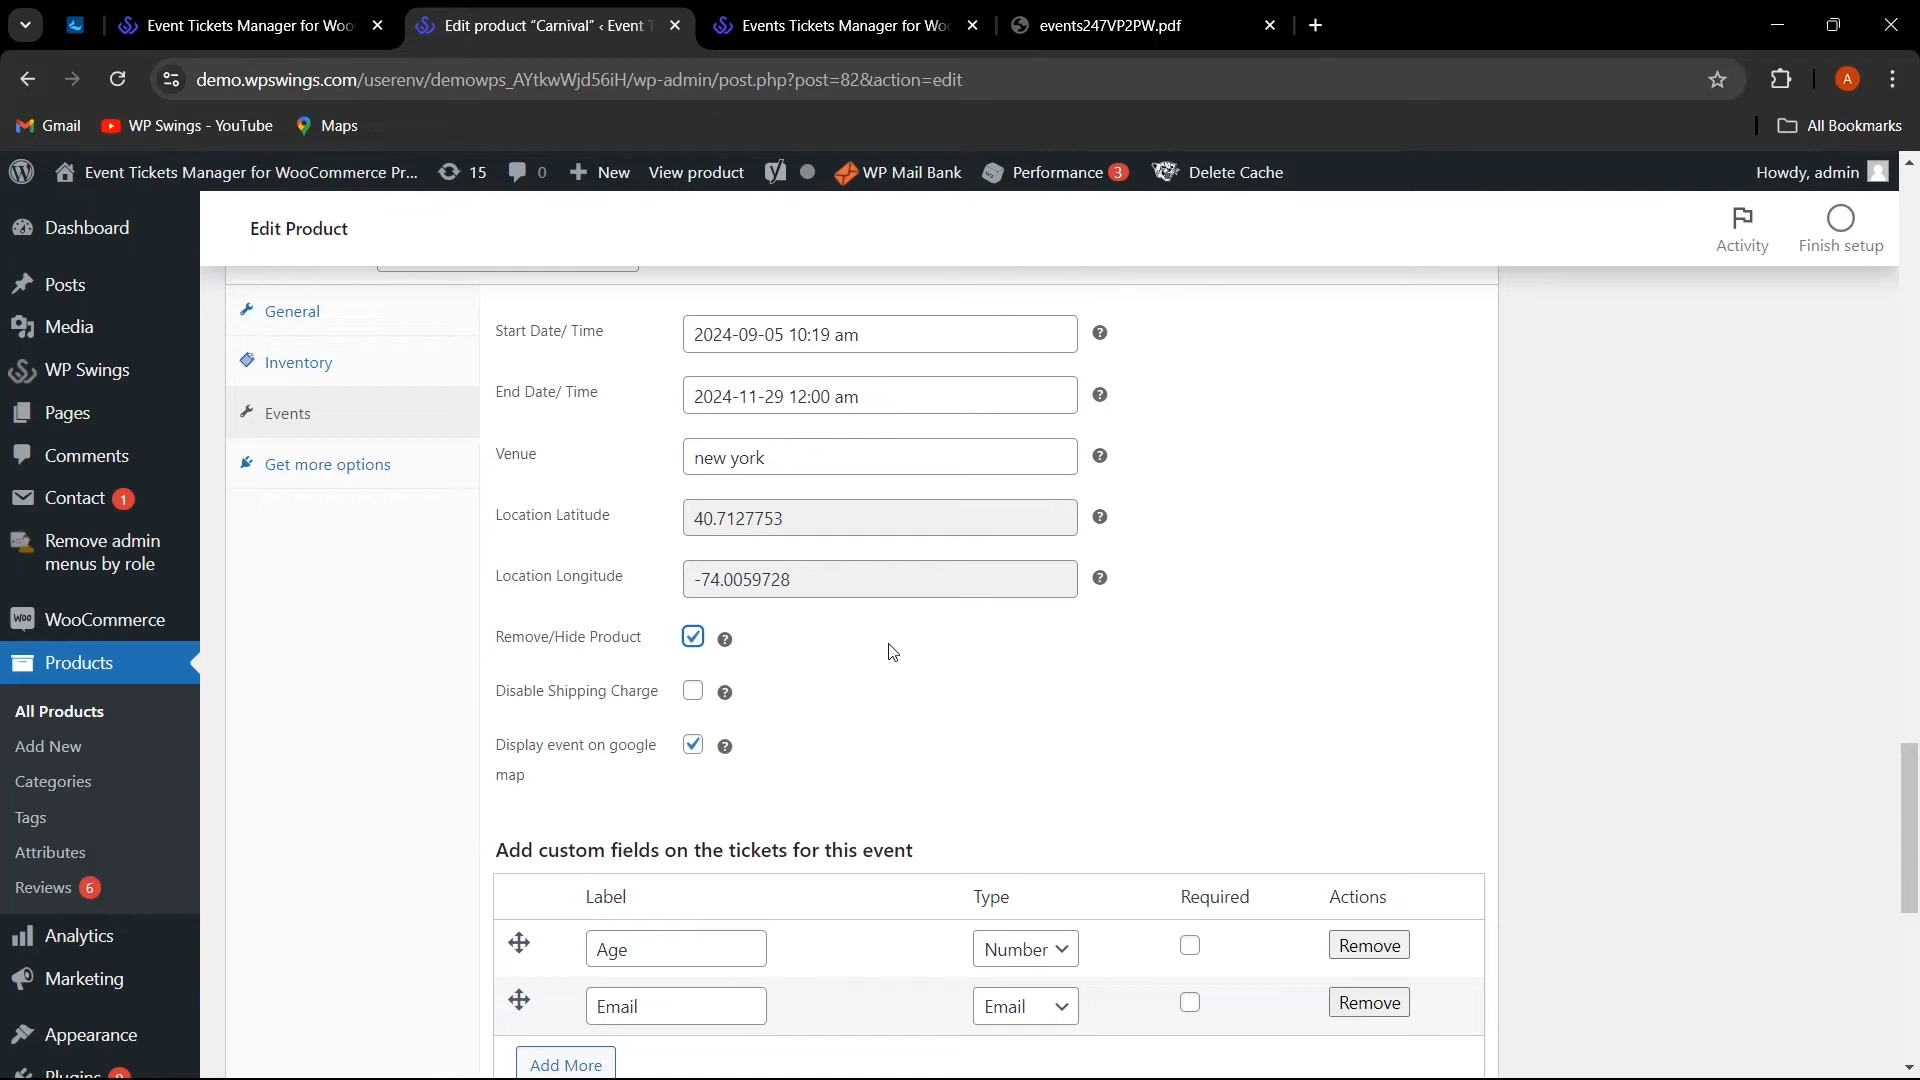 Event Tickets Manager for Woo
Edit product "Carnival" ‹ Event T
Events Tickets Manager for Wo
events247VP2PW.pdf
demo.wpswings.com/userenv/demowps_AYtkwWjd56iH/wp-admin/post.php?post=82&action=edit
A
Gmail
WP Swings - YouTube
Maps
All Bookmarks
Event Tickets Manager for WooCommerce Pr...
15
0
New
View product
WP Mail Bank
Performance 3
Delete Cache
Howdy, admin
Dashboard
Posts
Media
WP Swings
Pages
Comments
Contact 1
Remove admin
menus by role
WooCommerce
Products
All Products
Add New
Categories
Tags
Attributes
Reviews 6
Analytics
Marketing
Appearance
Plugins
Edit Product
Activity
Finish setup
General
Inventory
Events
Get more options
Start Date/ Time
2024-09-05 10:19 am
End Date/ Time
2024-11-29 12:00 am
Venue
new york
Location Latitude
40.7127753
Location Longitude
-74.0059728
Remove/Hide Product
Disable Shipping Charge
Display event on google
map
Add custom fields on the tickets for this event
Label Type Required Actions
Age Number Remove
Email Email Remove
Add More